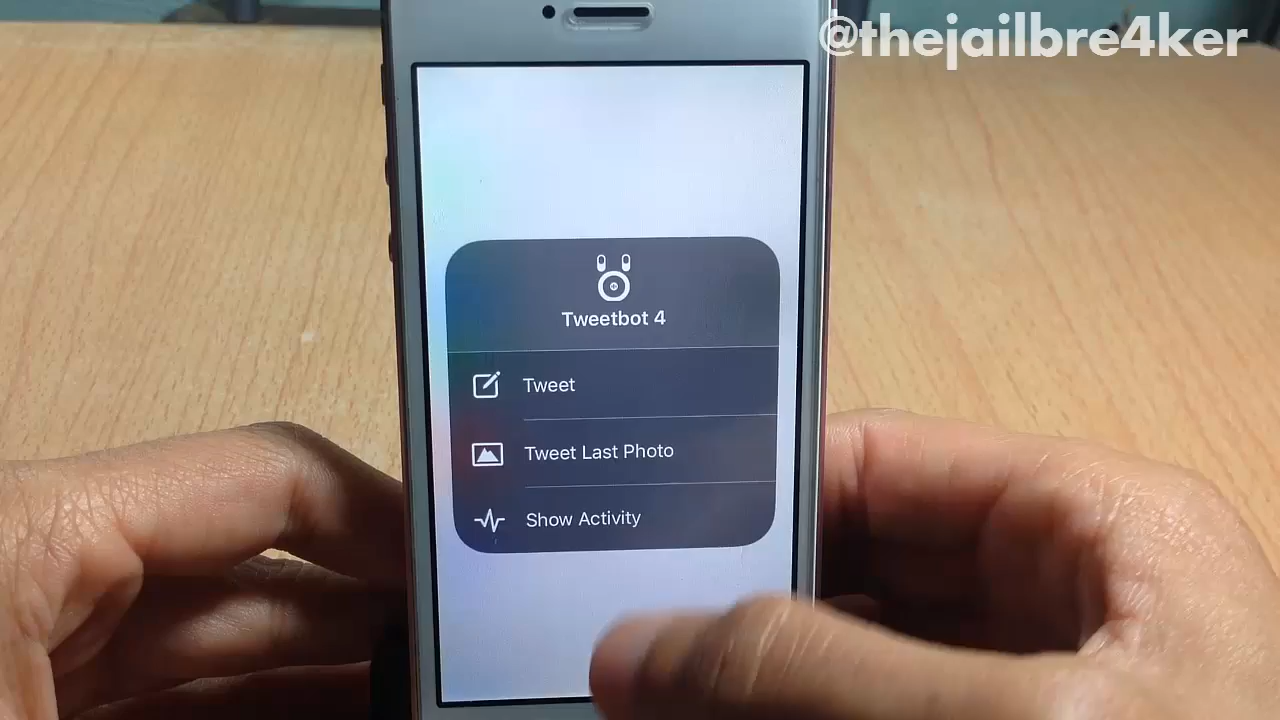 @thejailbre4ker
Tweetbot 4
Tweet
Tweet Last Photo
Show Activity